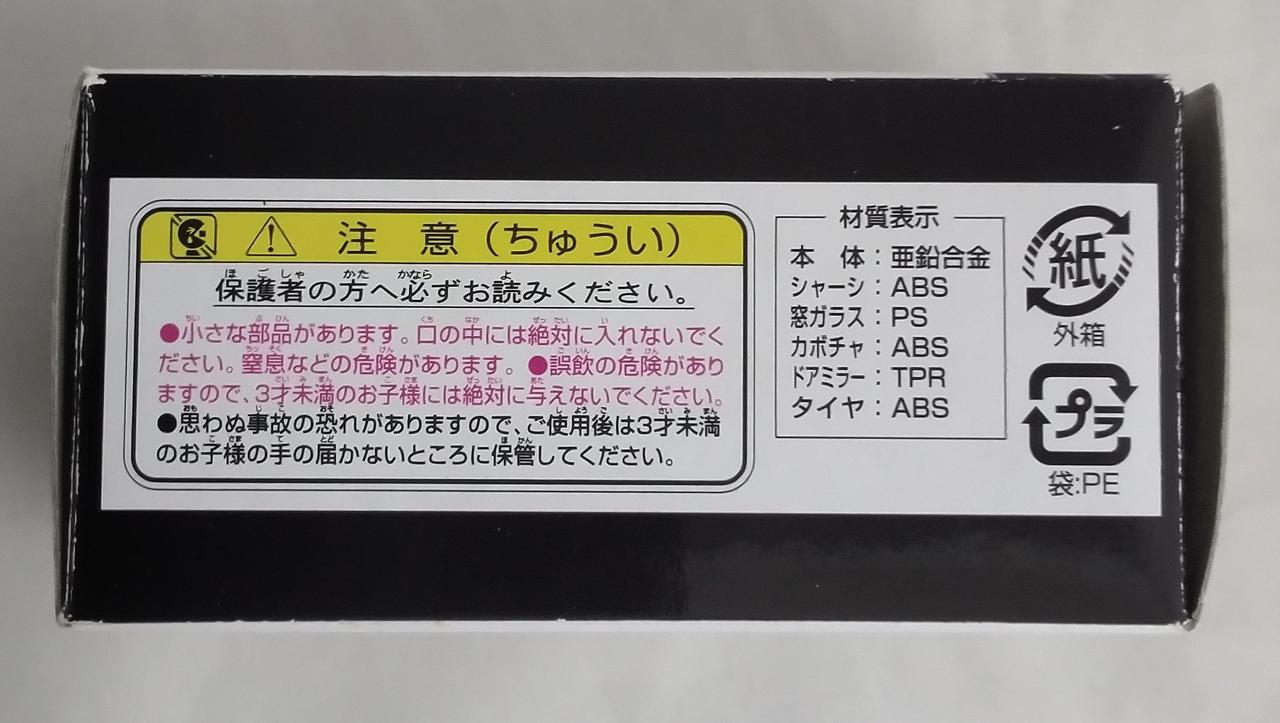 注 意（ちゅうい）
保護者の方へ必ずお読みください。
●小さな部品があります。口の中には絶対に入れないでく
ださい。窒息などの危険があります。●誤飲の危険があり
ますので、3才未満のお子様には絶対に与えないでください。
●思わぬ事故の恐れがありますので、ご使用後は3才未満
のお子様の手の届かないところに保管してください。
材質表示
本 体：亜鉛合金
シャーシ：ABS
窓ガラス：PS
カボチャ：ABS
ドアミラー：TPR
タイヤ：ABS
紙
外箱
プラ
袋:PE